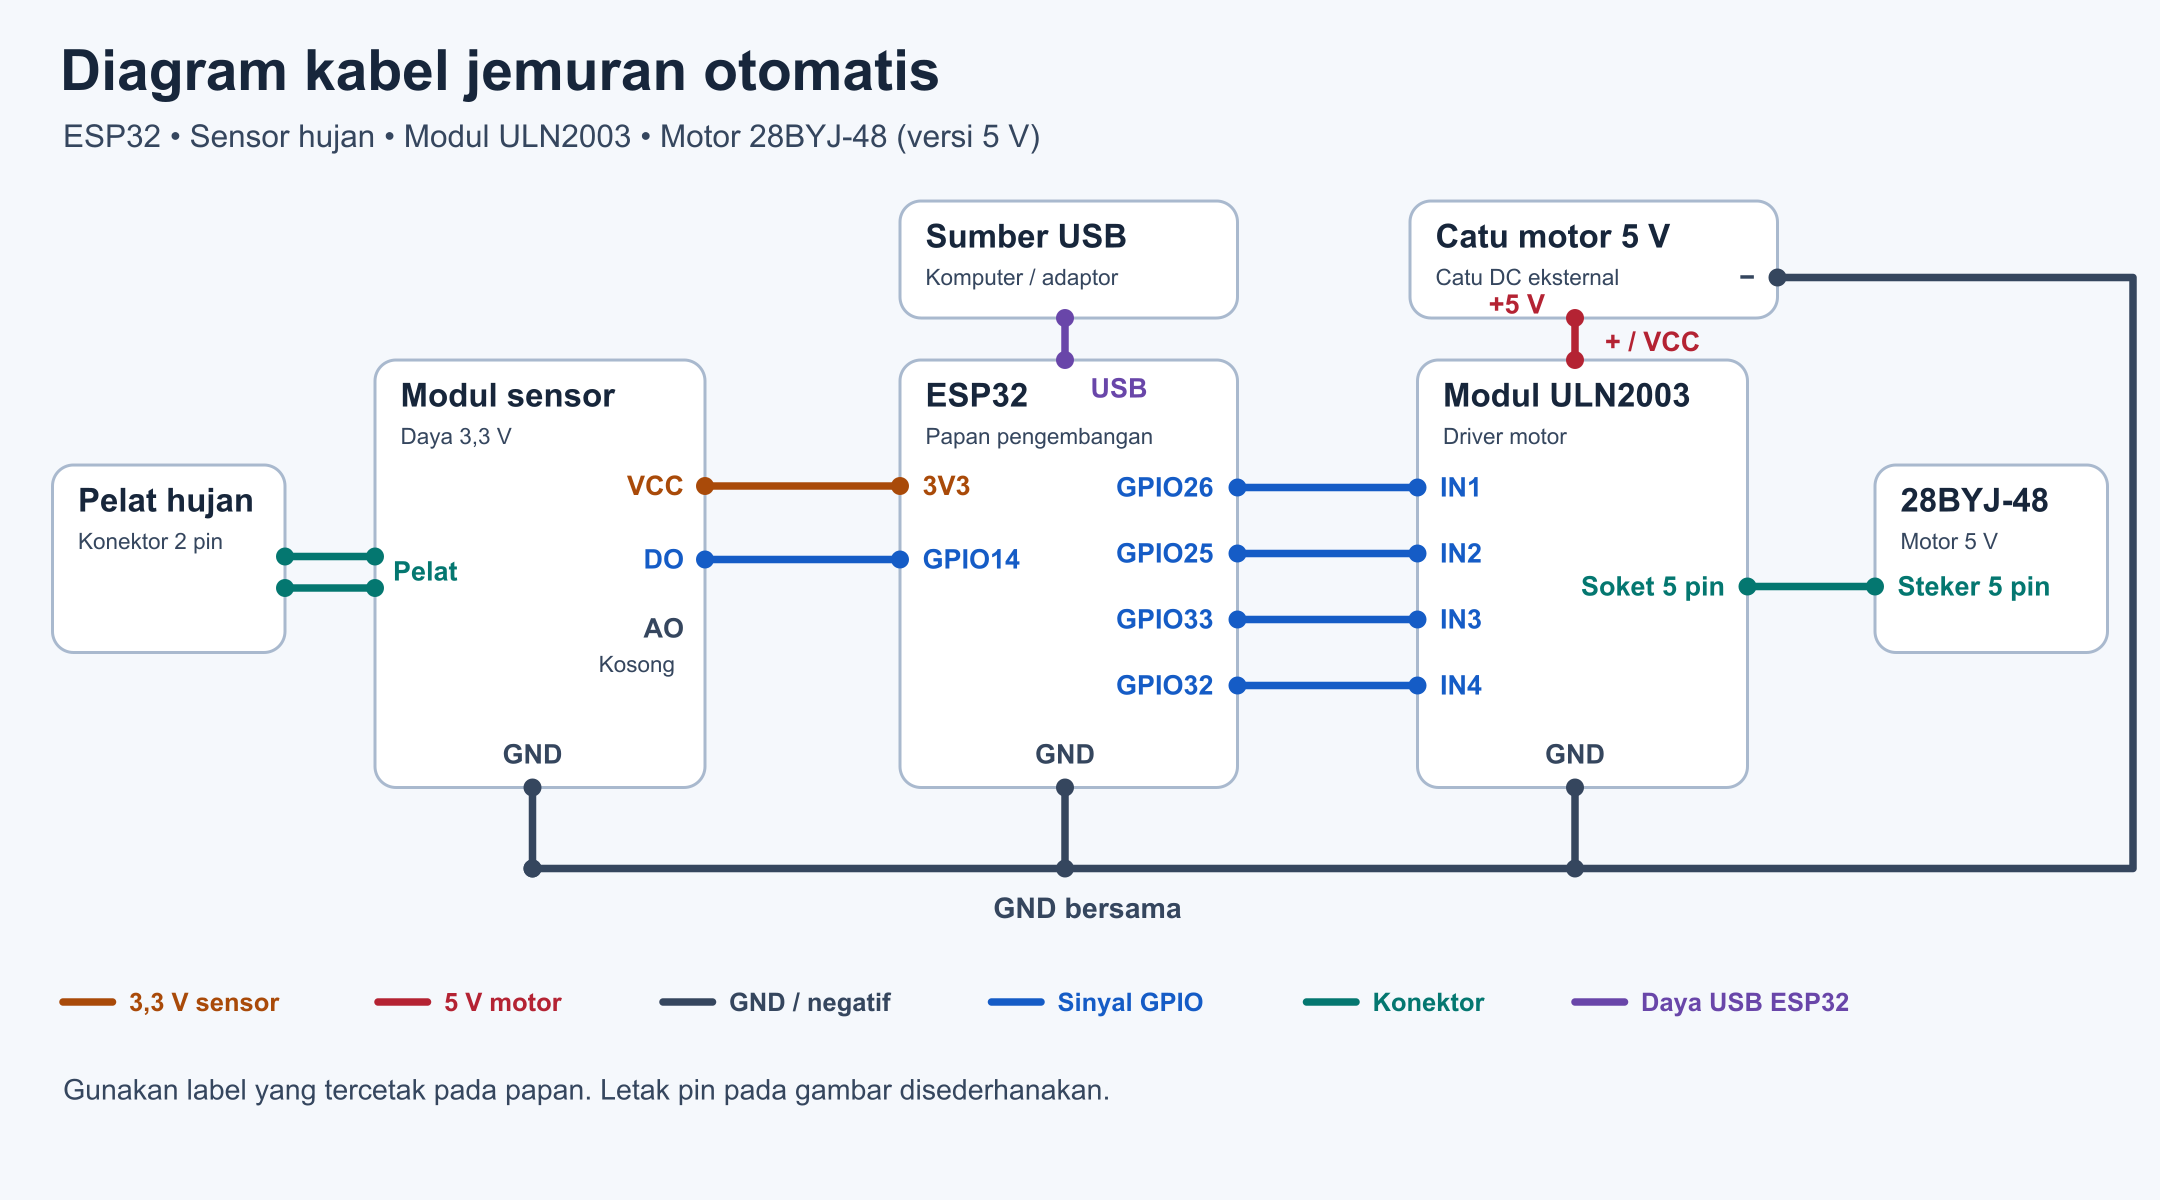 Diagram kabel jemuran otomatis
ESP32 • Sensor hujan • Modul ULN2003 • Motor 28BYJ-48 (versi 5 V)
Sumber USB
Komputer / adaptor
Catu motor 5 V
Catu DC eksternal
–
+5 V
+ / VCC
Pelat hujan
Konektor 2 pin
Modul sensor
Daya 3,3 V
VCC
DO
Pelat
AO
Kosong
GND
ESP32
USB
Papan pengembangan
3V3
GPIO14
GPIO26
GPIO25
GPIO33
GPIO32
GND
Modul ULN2003
Driver motor
IN1
IN2
IN3
IN4
Soket 5 pin
GND
28BYJ-48
Motor 5 V
Steker 5 pin
GND bersama
3,3 V sensor
5 V motor
GND / negatif
Sinyal GPIO
Konektor
Daya USB ESP32
Gunakan label yang tercetak pada papan. Letak pin pada gambar disederhanakan.